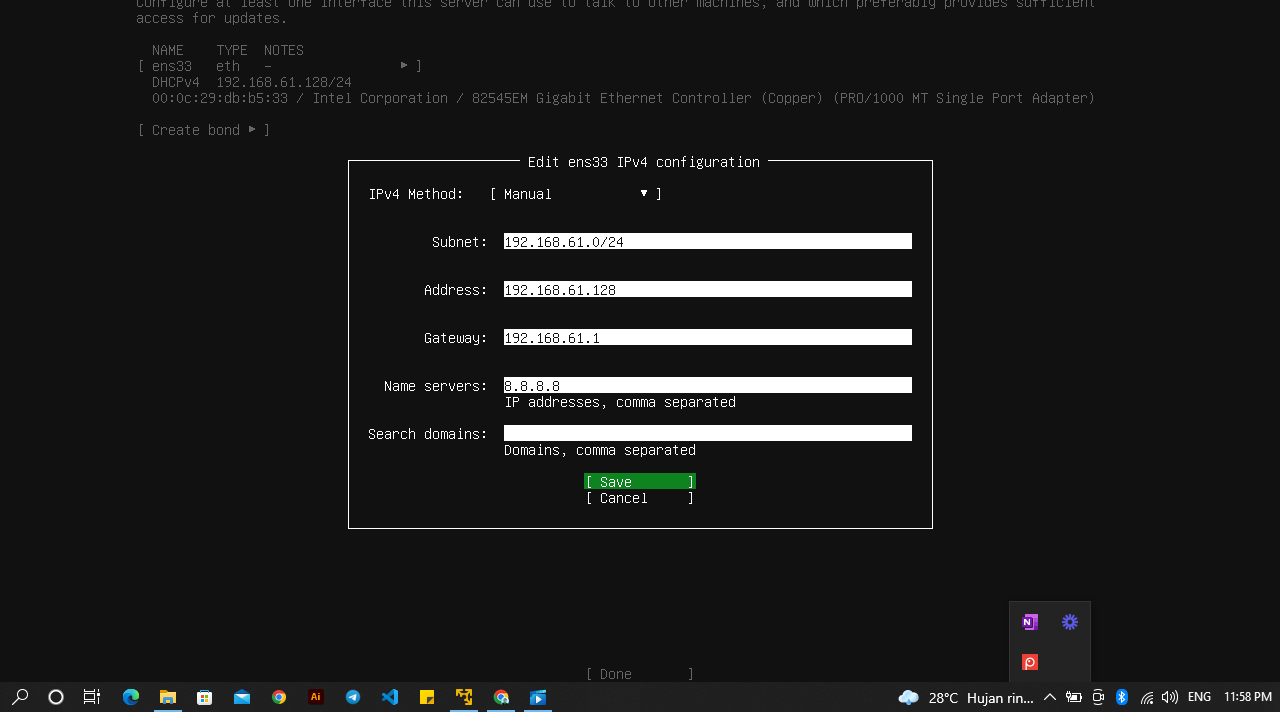 Configure at least one interface this server can use to talk to other machines, and which preferably provides sufficient
access for updates.
NAME TYPE NOTES
[ ens33 eth – ▸ ]
DHCPv4 192.168.61.128/24
00:0c:29:db:b5:33 / Intel Corporation / 82545EM Gigabit Ethernet Controller (Copper) (PRO/1000 MT Single Port Adapter)
[ Create bond ▸ ]
Edit ens33 IPv4 configuration
IPv4 Method: [ Manual ▾ ]
Subnet: 192.168.61.0/24
Address: 192.168.61.128
Gateway: 192.168.61.1
Name servers: 8.8.8.8
IP addresses, comma separated
Search domains:
Domains, comma separated
[ Save ]
[ Cancel ]
[ Done ]
N
Ai
28°C Hujan rin... ENG 11:58 PM